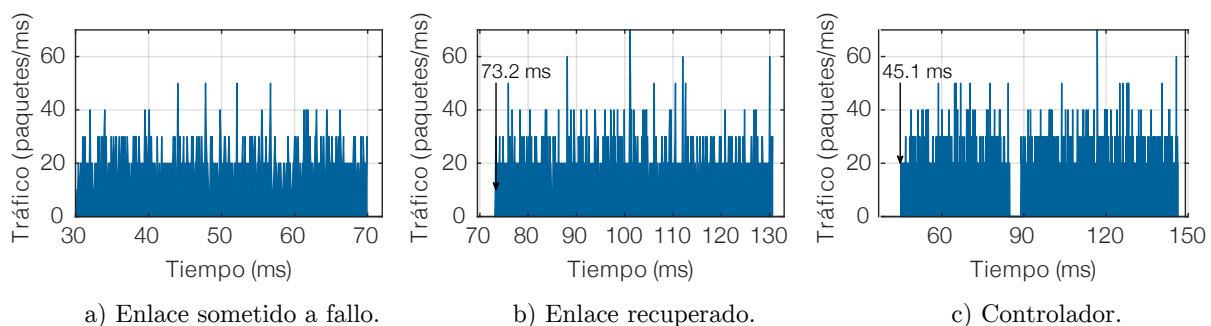 Tráfico (paquetes/ms)
60
40
20
0
30 40 50 60 70
Tiempo (ms)
a) Enlace sometido a fallo.
Tráfico (paquetes/ms)
60
40
20
0
73.2 ms
70 80 90 100 110 120 130
Tiempo (ms)
b) Enlace recuperado.
Tráfico (paquetes/ms)
60
40
20
0
45.1 ms
60 90 120 150
Tiempo (ms)
c) Controlador.